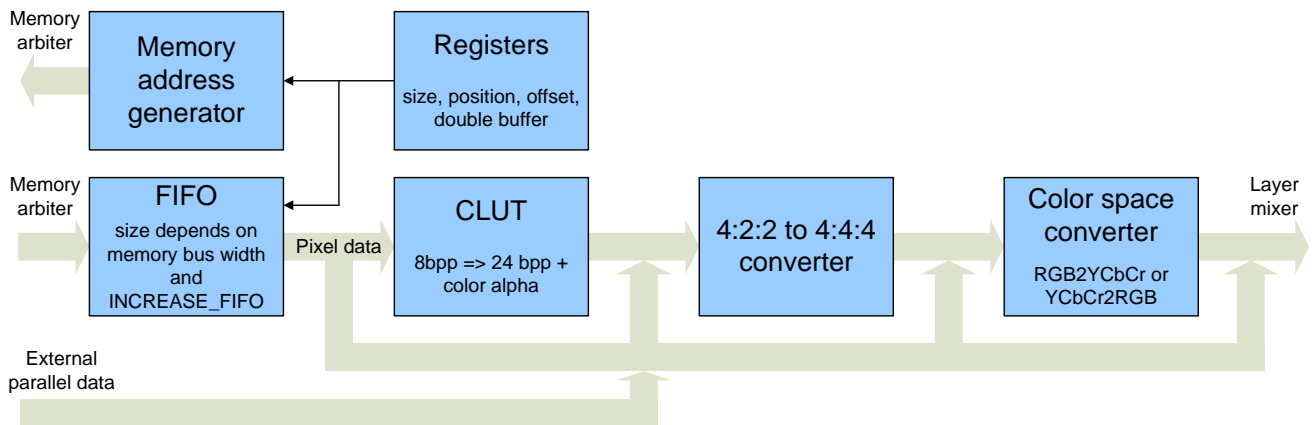 Memory
arbiter
Memory
address
generator
Registers
size, position, offset,
double buffer
Memory
arbiter
FIFO
size depends on
memory bus width
and
INCREASE_FIFO
Pixel data
CLUT
8bpp => 24 bpp +
color alpha
4:2:2 to 4:4:4
converter
Color space
converter
RGB2YCbCr or
YCbCr2RGB
Layer
mixer
External
parallel data